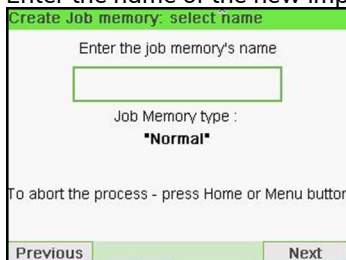 Create Job memory: select name
Enter the job memory's name
Job Memory type :
"Normal"
To abort the process - press Home or Menu button
Previous
Next